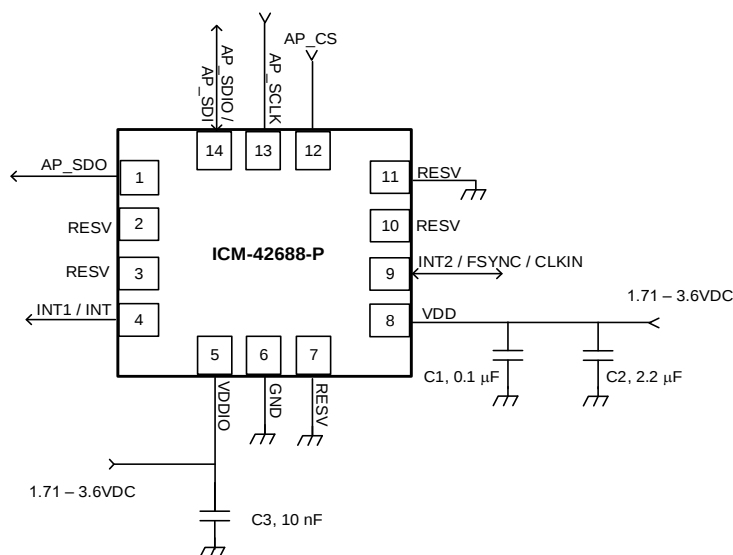 AP_CS
AP_SDIO /
AP_SDI
AP_SCLK
14
13
12
AP_SDO
1
11
RESV
RESV
2
10
RESV
ICM-42688-P
RESV
3
9
INT2 / FSYNC / CLKIN
INT1 / INT
4
8
VDD
1.71 – 3.6VDC
5
6
7
VDDIO
GND
RESV
C1, 0.1 μF
C2, 2.2 μF
1.71 – 3.6VDC
C3, 10 nF